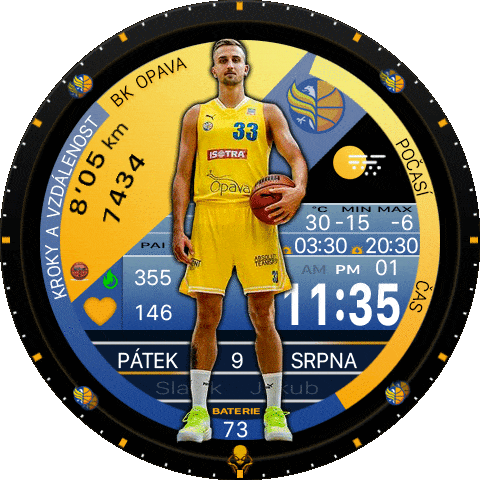 BK OPAVA
KROKY A VZDÁLENOST
8'05 km
7434
POČASÍ
33
ISOTRA
Opava
°C MIN MAX
30 -15 -6
03:30 20:30
PAI
355
146
AM PM 01
11:35
ČAS
33
PÁTEK 9 SRPNA
BATERIE
73